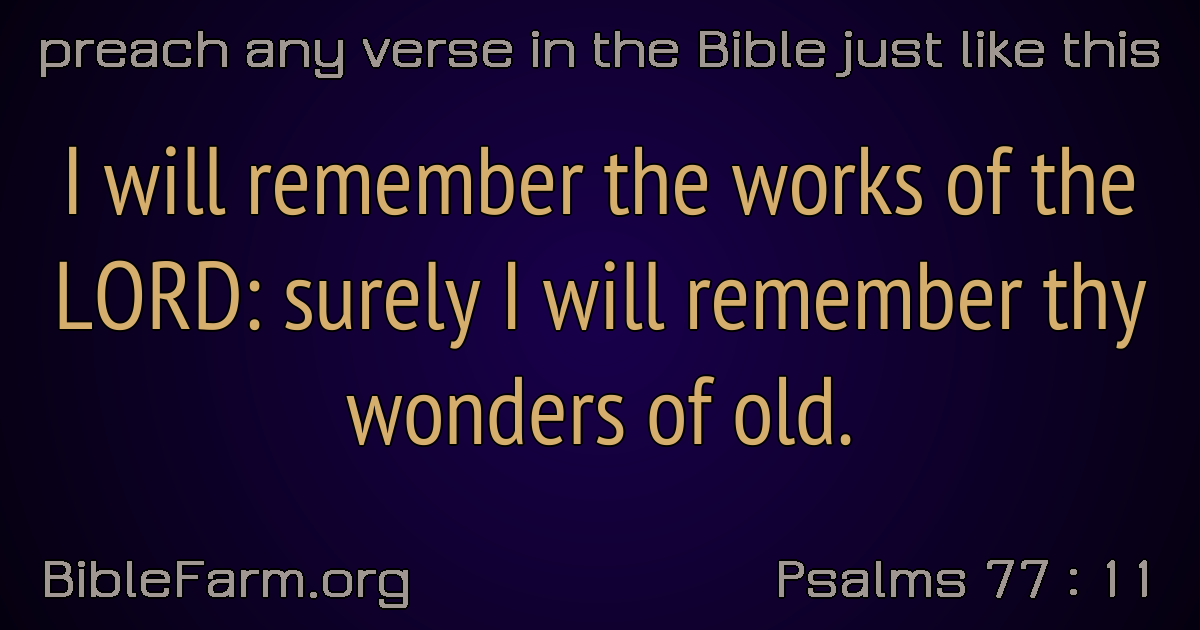 preach any verse in the Bible just like this
I will remember the works of the
LORD: surely I will remember thy
wonders of old.
BibleFarm.org
Psalms 77 : 11